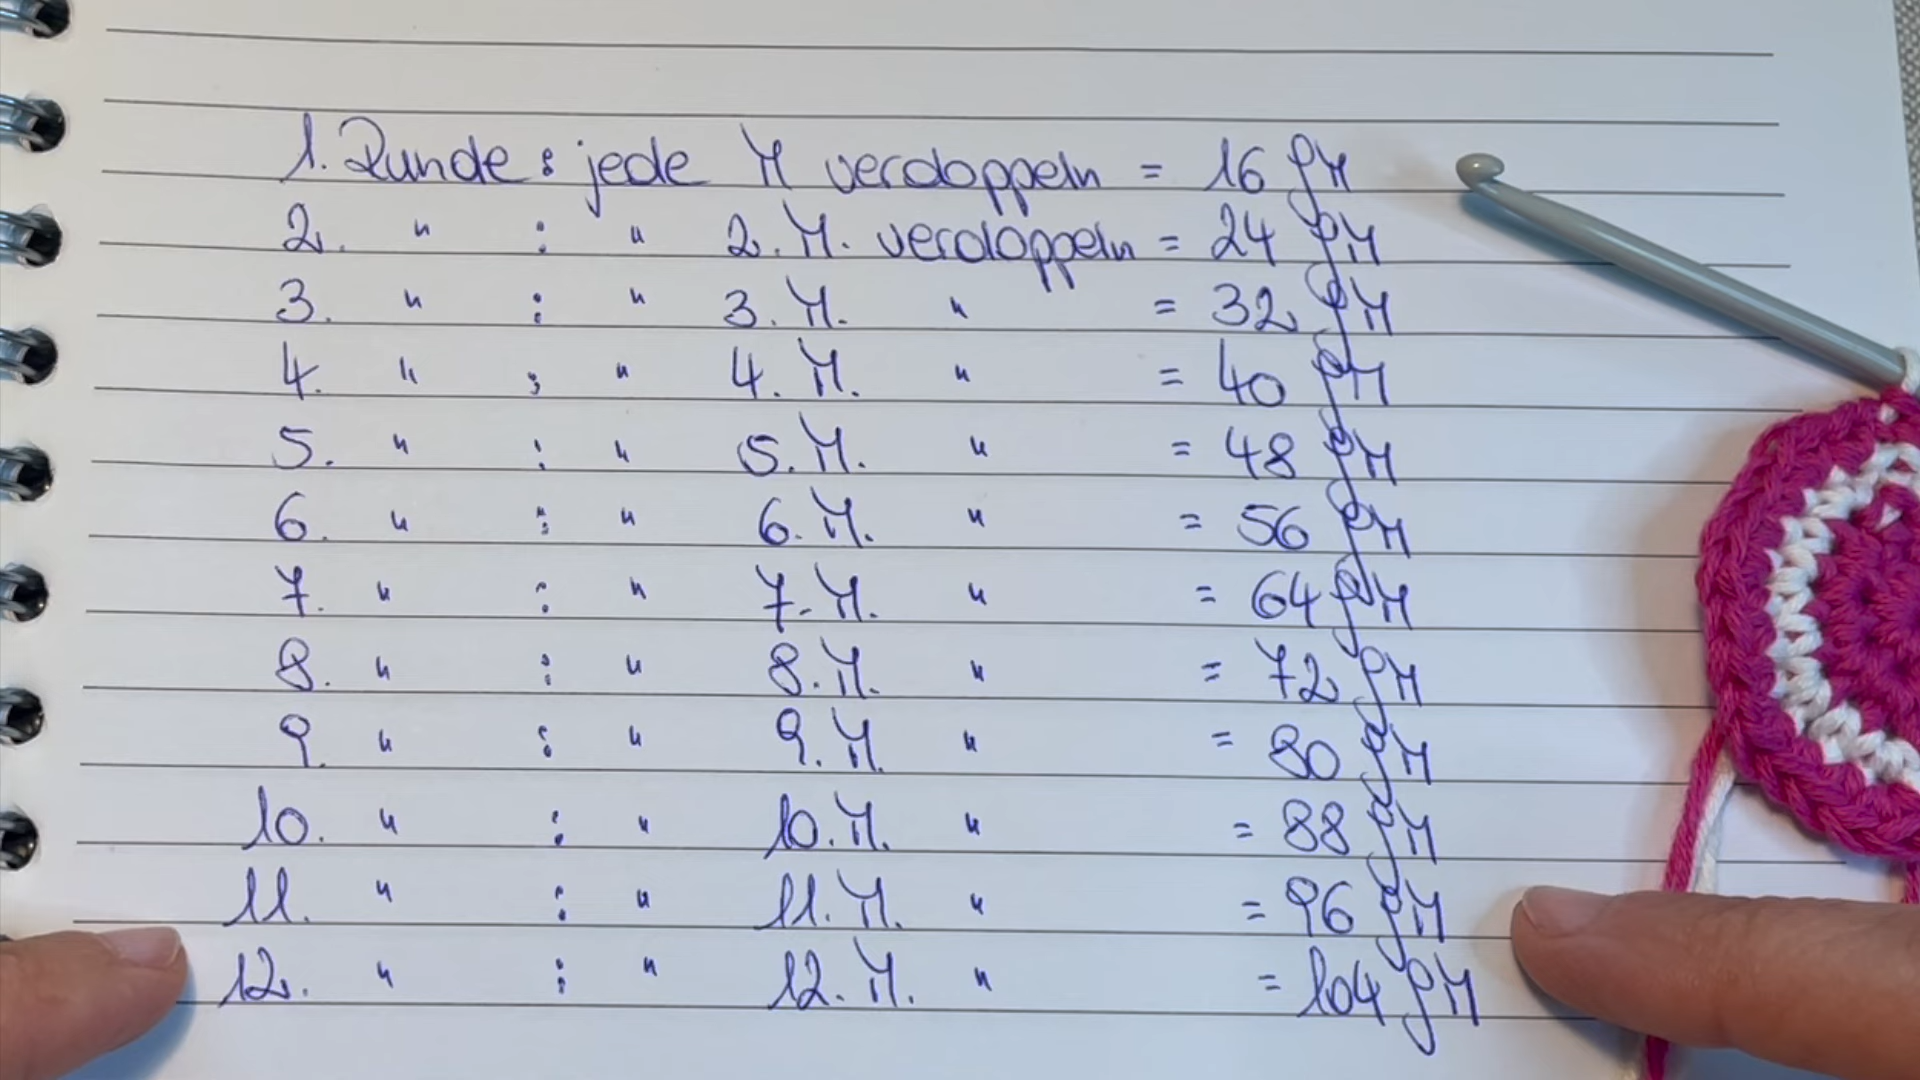 1. Runde : jede M verdoppeln = 16 fM
2. " : " 2. M. verdoppeln = 24 fM
3. " : " 3. M. " = 32 fM
4. " : " 4. M. " = 40 fM
5. " : " 5. M. " = 48 fM
6. " : " 6. M. " = 56 fM
7. " : " 7. M. " = 64 fM
8. " : " 8. M. " = 72 fM
9. " : " 9. M. " = 80 fM
10. " : " 10. M. " = 88 fM
11. " : " 11. M. " = 96 fM
12. " : " 12. M. " = 104 fM